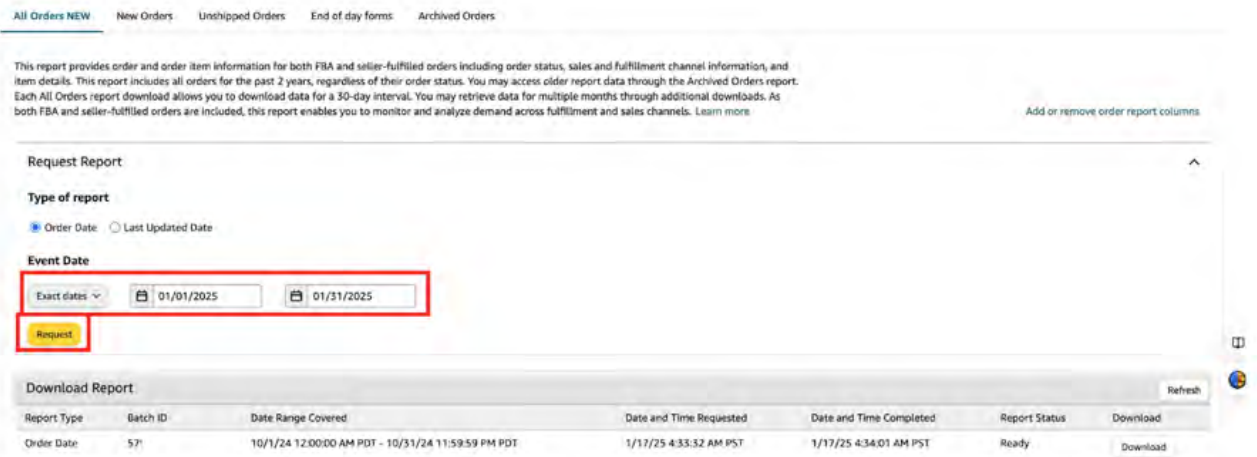 All Orders NEW New Orders Unshipped Orders End of day forms Archived Orders
This report provides order and order item information for both FBA and seller-fulfilled orders including order status, sales and fulfillment channel information, and
item details. This report includes all orders for the past 2 years, regardless of their order status. You may access older report data through the Archived Orders report.
Each All Orders report download allows you to download data for a 30-day interval. You may retrieve data for multiple months through additional downloads. As
both FBA and seller-fulfilled orders are included, this report enables you to monitor and analyze demand across fulfillment and sales channels. Learn more
Add or remove order report columns
Request Report
Type of report
Order Date Last Updated Date
Event Date
Exact dates 01/01/2025 01/31/2025
Request
Download Report Refresh
Report Type Batch ID Date Range Covered Date and Time Requested Date and Time Completed Report Status Download
Order Date 57 10/1/24 12:00:00 AM PDT - 10/31/24 11:59:59 PM PDT 1/17/25 4:33:32 AM PST 1/17/25 4:34:01 AM PST Ready Download